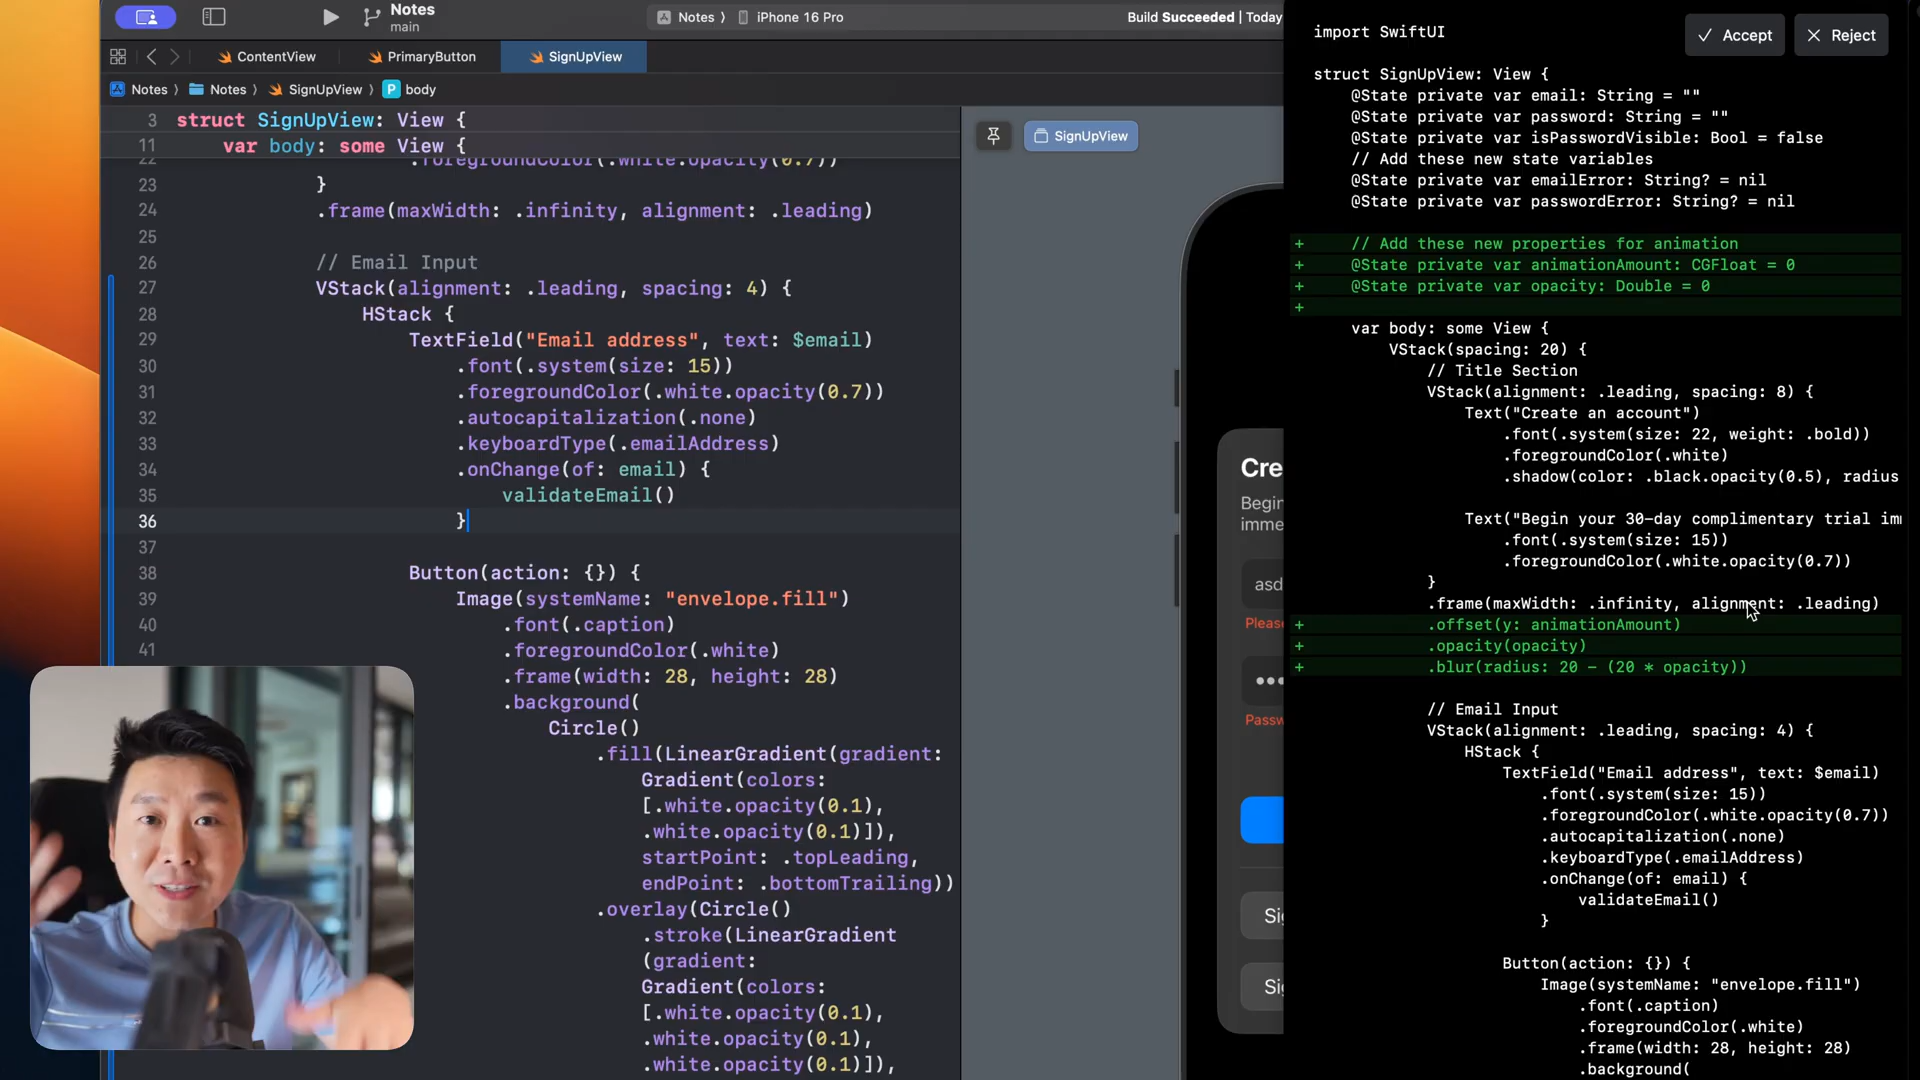 Notes
main
Notes 〉 iPhone 16 Pro
Build Succeeded | Today
ContentView
PrimaryButton
SignUpView
Notes 〉 Notes 〉 SignUpView 〉 P body
3 struct SignUpView: View {
11 var body: some View {
22 .foregroundColor(.white.opacity(0.7))
23 }
24 .frame(maxWidth: .infinity, alignment: .leading)
25
26 // Email Input
27 VStack(alignment: .leading, spacing: 4) {
28 HStack {
29 TextField("Email address", text: $email)
30 .font(.system(size: 15))
31 .foregroundColor(.white.opacity(0.7))
32 .autocapitalization(.none)
33 .keyboardType(.emailAddress)
34 .onChange(of: email) {
35 validateEmail()
36 }
37
38 Button(action: {}) {
39 Image(systemName: "envelope.fill")
40 .font(.caption)
41 .foregroundColor(.white)
.frame(width: 28, height: 28)
.background(
Circle()
.fill(LinearGradient(gradient:
Gradient(colors:
[.white.opacity(0.1),
.white.opacity(0.1)]),
startPoint: .topLeading,
endPoint: .bottomTrailing))
.overlay(Circle()
.stroke(LinearGradient
(gradient:
Gradient(colors:
[.white.opacity(0.1),
.white.opacity(0.1),
.white.opacity(0.1)]),
SignUpView
Cre
Begin
imme
asd
Please
•••
Passw
Sig
Sig
Accept
Reject
import SwiftUI
struct SignUpView: View {
@State private var email: String = ""
@State private var password: String = ""
@State private var isPasswordVisible: Bool = false
// Add these new state variables
@State private var emailError: String? = nil
@State private var passwordError: String? = nil
+ // Add these new properties for animation
+ @State private var animationAmount: CGFloat = 0
+ @State private var opacity: Double = 0
+
var body: some View {
VStack(spacing: 20) {
// Title Section
VStack(alignment: .leading, spacing: 8) {
Text("Create an account")
.font(.system(size: 22, weight: .bold))
.foregroundColor(.white)
.shadow(color: .black.opacity(0.5), radius
Text("Begin your 30-day complimentary trial im
.font(.system(size: 15))
.foregroundColor(.white.opacity(0.7))
}
.frame(maxWidth: .infinity, alignment: .leading)
+ .offset(y: animationAmount)
+ .opacity(opacity)
+ .blur(radius: 20 - (20 * opacity))
// Email Input
VStack(alignment: .leading, spacing: 4) {
HStack {
TextField("Email address", text: $email)
.font(.system(size: 15))
.foregroundColor(.white.opacity(0.7))
.autocapitalization(.none)
.keyboardType(.emailAddress)
.onChange(of: email) {
validateEmail()
}
Button(action: {}) {
Image(systemName: "envelope.fill")
.font(.caption)
.foregroundColor(.white)
.frame(width: 28, height: 28)
.background(